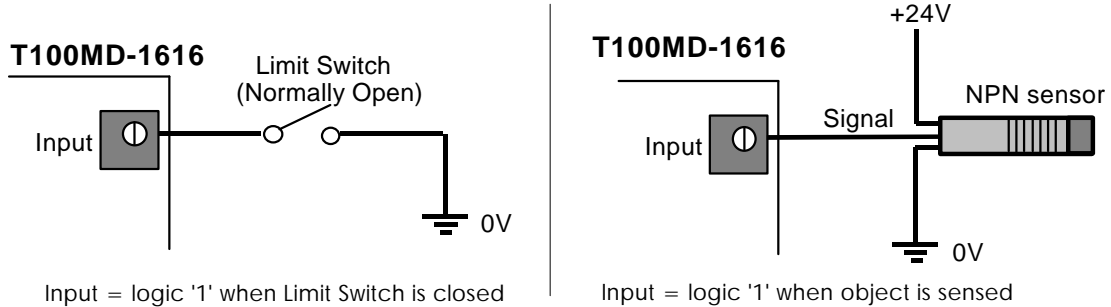 T100MD-1616
Limit Switch
(Normally Open)
Input
0V
Input = logic '1' when Limit Switch is closed
+24V
T100MD-1616
NPN sensor
Signal
Input
0V
Input = logic '1' when object is sensed